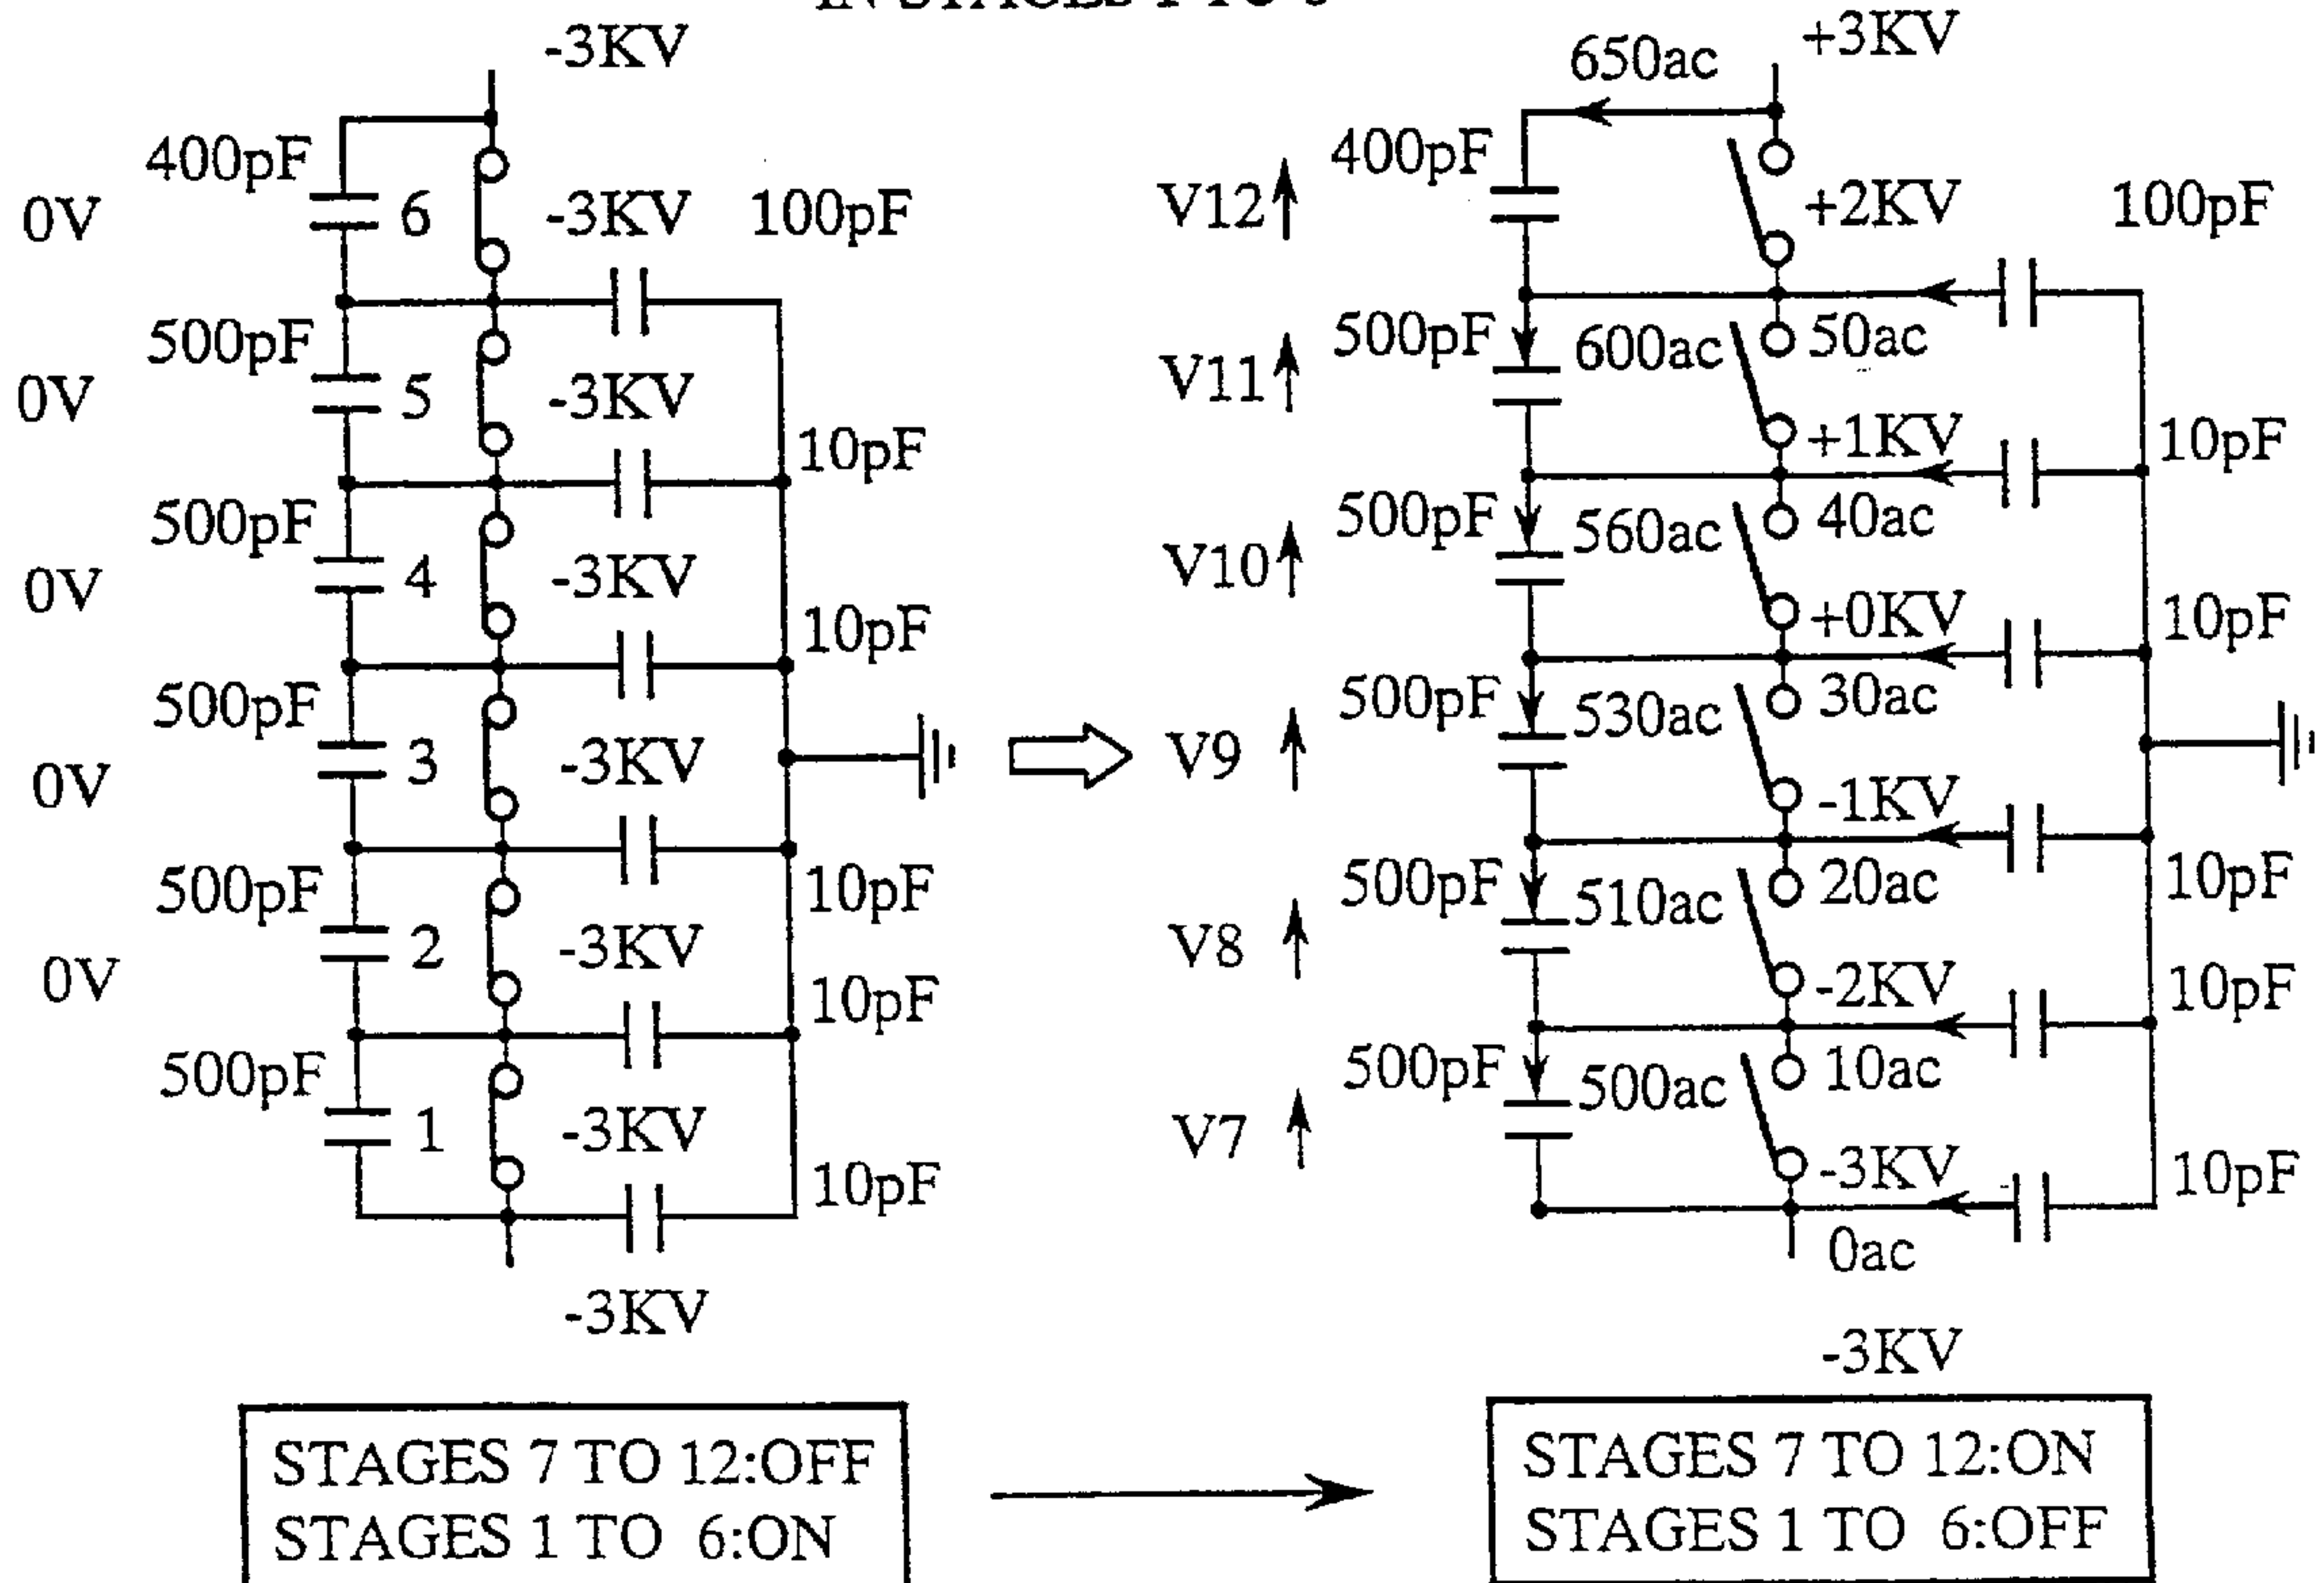 -3KV
400pF
0V
6
-3KV
100pF
500pF
0V
5
-3KV
10pF
500pF
0V
4
-3KV
10pF
500pF
0V
3
-3KV
10pF
500pF
0V
2
-3KV
10pF
500pF
1
-3KV
10pF
-3KV
STAGES 7 TO 12:OFF
STAGES 1 TO 6:ON
650ac
+3KV
400pF
V12
+2KV
100pF
500pF
600ac
50ac
V11
+1KV
10pF
500pF
560ac
40ac
V10
+0KV
10pF
500pF
530ac
30ac
V9
-1KV
10pF
500pF
510ac
20ac
V8
-2KV
10pF
500pF
500ac
10ac
V7
-3KV
10pF
0ac
-3KV
STAGES 7 TO 12:ON
STAGES 1 TO 6:OFF